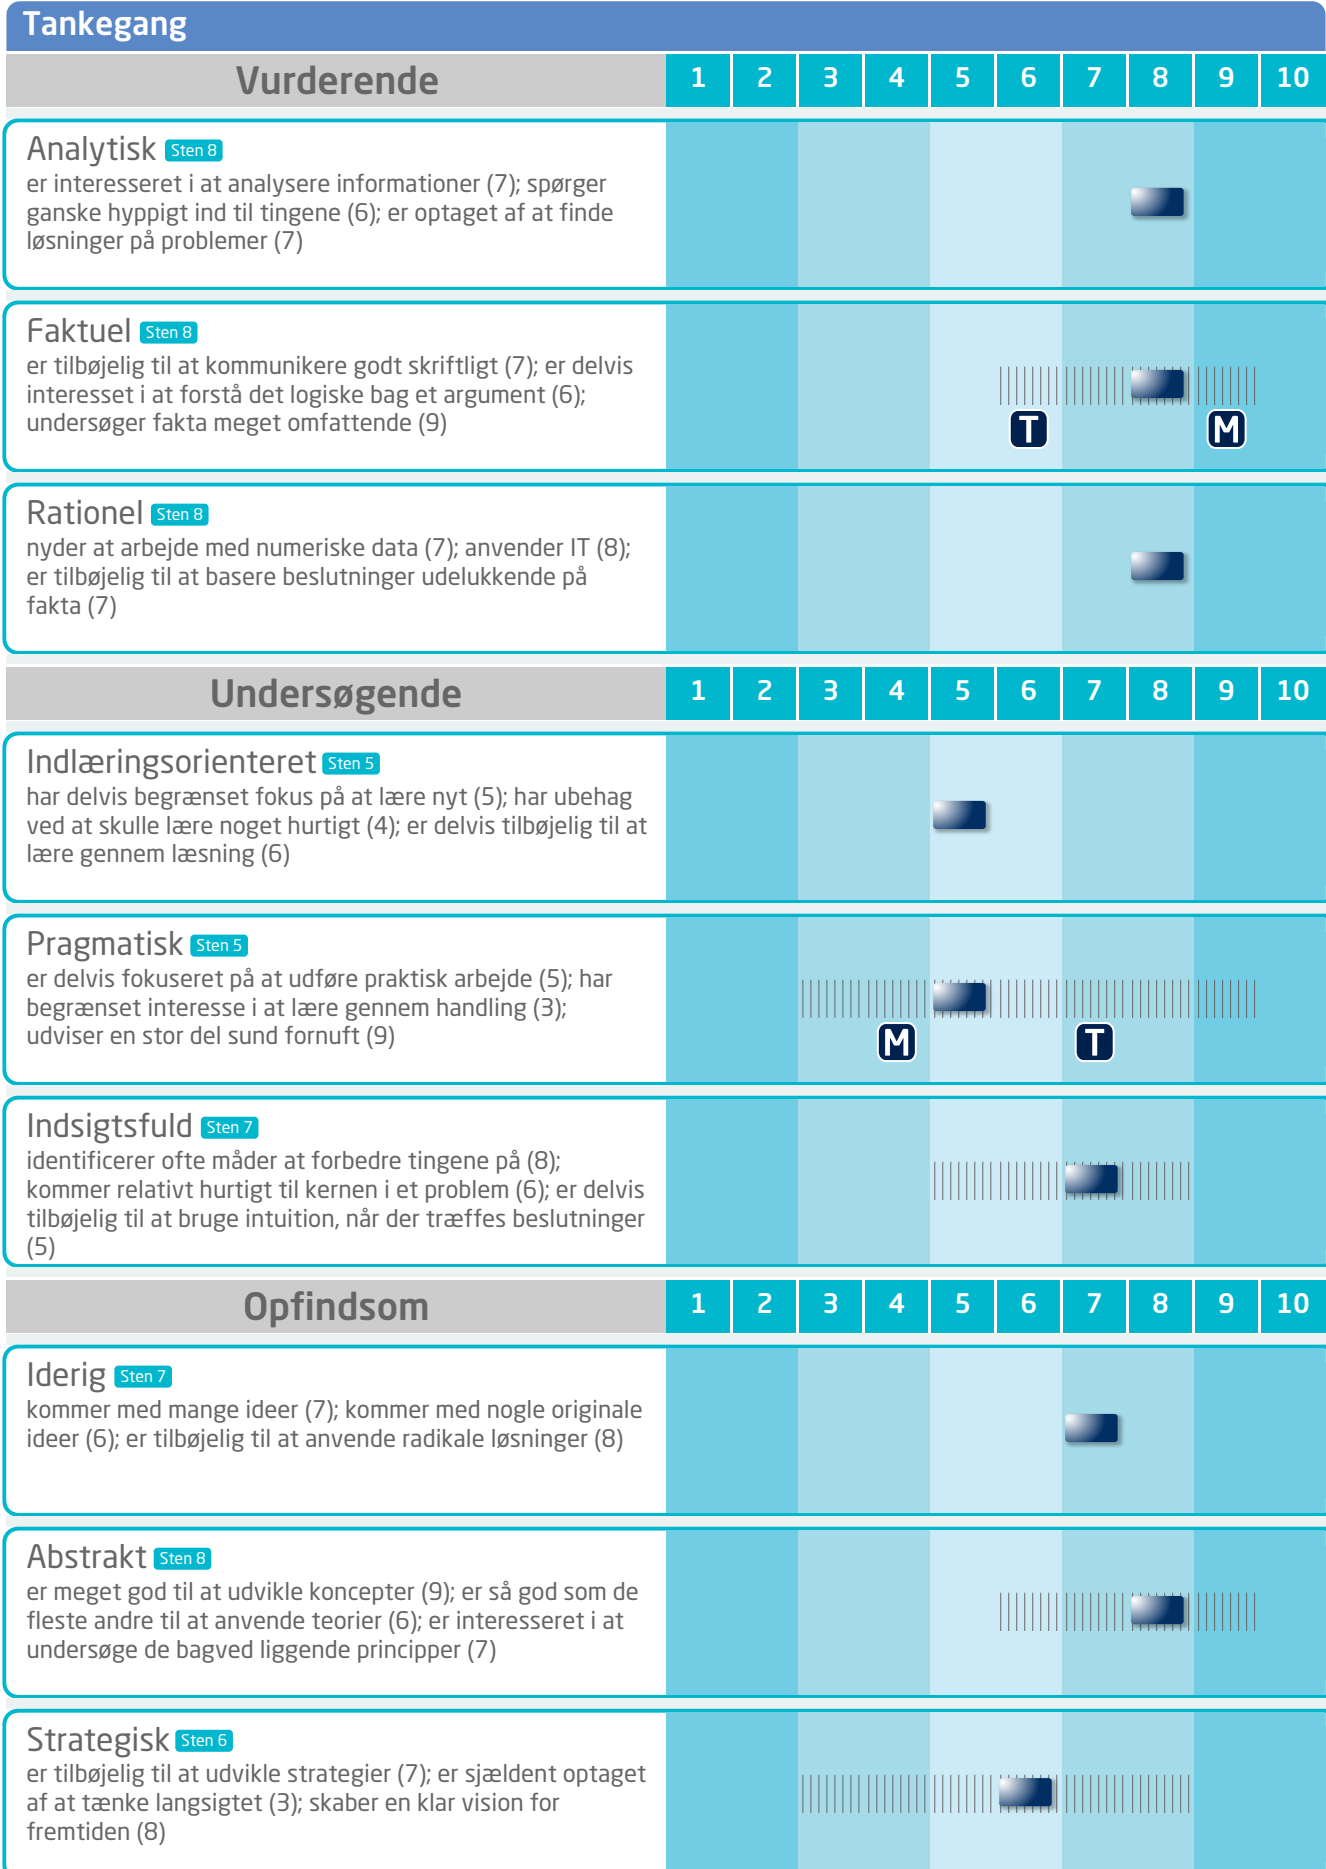 Tankegang
Vurderende 1 2 3 4 5 6 7 8 9 10
Analytisk Sten 8
er interesseret i at analysere informationer (7); spørger
ganske hyppigt ind til tingene (6); er optaget af at finde
løsninger på problemer (7)
Faktuel Sten 8
er tilbøjelig til at kommunikere godt skriftligt (7); er delvis
interesset i at forstå det logiske bag et argument (6);
undersøger fakta meget omfattende (9)
T M
Rationel Sten 8
nyder at arbejde med numeriske data (7); anvender IT (8);
er tilbøjelig til at basere beslutninger udelukkende på
fakta (7)
Undersøgende 1 2 3 4 5 6 7 8 9 10
Indlæringsorienteret Sten 5
har delvis begrænset fokus på at lære nyt (5); har ubehag
ved at skulle lære noget hurtigt (4); er delvis tilbøjelig til at
lære gennem læsning (6)
Pragmatisk Sten 5
er delvis fokuseret på at udføre praktisk arbejde (5); har
begrænset interesse i at lære gennem handling (3);
udviser en stor del sund fornuft (9)
M T
Indsigtsfuld Sten 7
identificerer ofte måder at forbedre tingene på (8);
kommer relativt hurtigt til kernen i et problem (6); er delvis
tilbøjelig til at bruge intuition, når der træffes beslutninger
(5)
Opfindsom 1 2 3 4 5 6 7 8 9 10
Iderig Sten 7
kommer med mange ideer (7); kommer med nogle originale
ideer (6); er tilbøjelig til at anvende radikale løsninger (8)
Abstrakt Sten 8
er meget god til at udvikle koncepter (9); er så god som de
fleste andre til at anvende teorier (6); er interesseret i at
undersøge de bagved liggende principper (7)
Strategisk Sten 6
er tilbøjelig til at udvikle strategier (7); er sjældent optaget
af at tænke langsigtet (3); skaber en klar vision for
fremtiden (8)